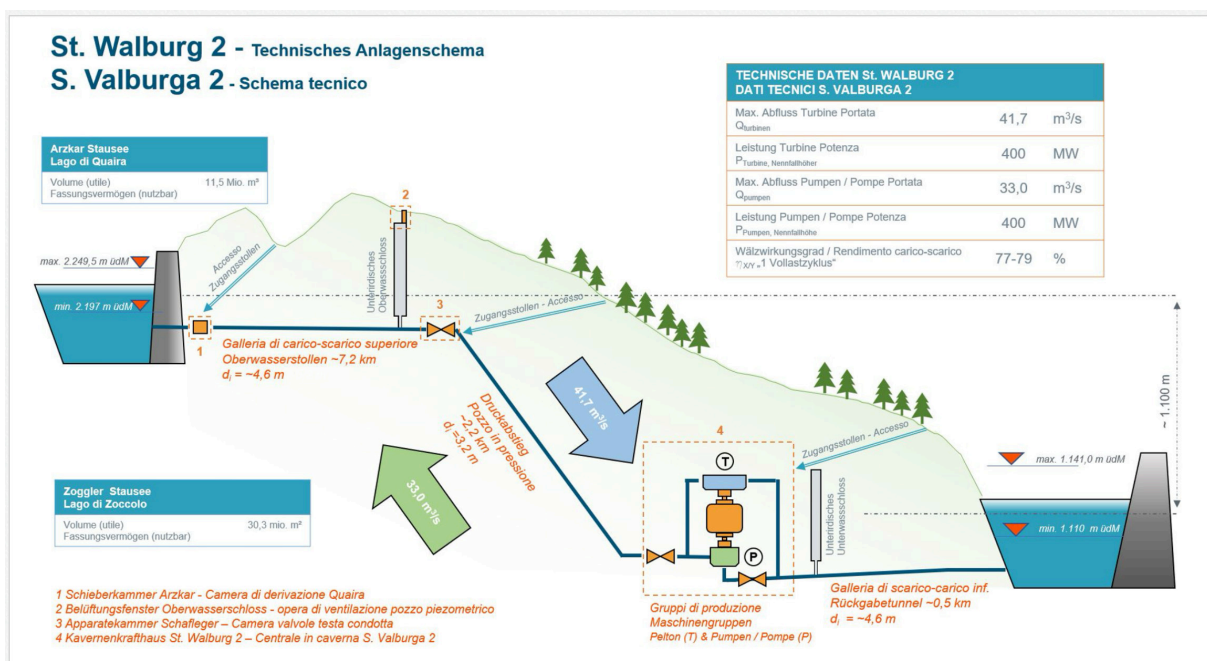 St. Walburg 2 - Technisches Anlagenschema
S. Valburga 2 - Schema tecnico
TECHNISCHE DATEN St. WALBURG 2
DATI TECNICI S. VALBURGA 2
Max. Abfluss Turbine Portata
Qturbinen
41,7 m³/s
Leistung Turbine Potenza
PTurbine, Nennfallhöher
400 MW
Max. Abfluss Pumpen / Pompe Portata
Qpumpen
33,0 m³/s
Leistung Pumpen / Pompe Potenza
PPumpen, Nennfallhöher
400 MW
Wälzwirkungsgrad / Rendimento carico-scarico
η X/Y „1 Vollastzyklus“
77-79 %
Arzkar Stausee
Lago di Quaira
Volume (utile) 11,5 Mio. m³
Fassungsvermögen (nutzbar)
max. 2.249,5 m üdM
min. 2.197 m üdM
Accesso
Zugangsstollen
2
Unterirdisches
Oberwassschloss
3
1
Zugangsstollen - Accesso
Galleria di carico-scarico superiore
Oberwasserstollen ~7,2 km
di = ~4,6 m
Druckabstieg
Pozzo in pressione
~2,2 km
di =3,2 m
41,7 m³/s
33,0 m³/s
4
T
P
Zugangsstollen - Accesso
Unterirdisches
Unterwassschloss
~ 1.100 m
max. 1.141,0 m üdM
min. 1.110 m üdM
Zoggler Stausee
Lago di Zoccolo
Volume (utile) 30,3 mio. m³
Fassungsvermögen (nutzbar)
Gruppi di produzione
Maschinengruppen
Pelton (T) & Pumpen / Pompe (P)
Galleria di scarico-carico inf.
Rückgabetunnel ~0,5 km
di = ~4,6 m
1 Schieberkammer Arzkar - Camera di derivazione Quaira
2 Belüftungsfenster Oberwasserschloss - opera di ventilazione pozzo piezometrico
3 Apparatekammer Schafleger – Camera valvole testa condotta
4 Kavernenkrafthaus St. Walburg 2 – Centrale in caverna S. Valburga 2